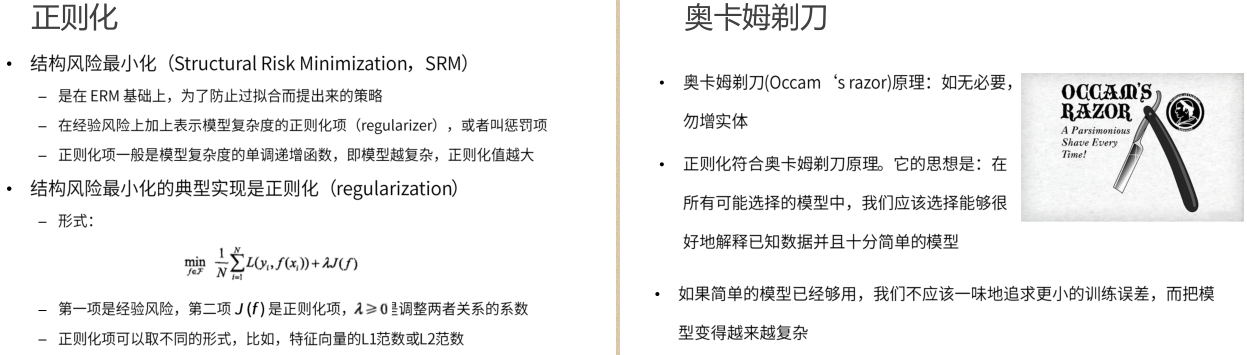 正则化
• 结构风险最小化（Structural Risk Minimization，SRM）
– 是在 ERM 基础上，为了防止过拟合而提出来的策略
– 在经验风险上加上表示模型复杂度的正则化项（regularizer），或者叫惩罚项
– 正则化项一般是模型复杂度的单调递增函数，即模型越复杂，正则化值越大
• 结构风险最小化的典型实现是正则化（regularization）
– 形式：
min f∈F 1/N ∑ i=1 N L(y_i, f(x_i)) + λJ(f)
– 第一项是经验风险，第二项 J (f ) 是正则化项，λ ≥ 0 是调整两者关系的系数
– 正则化项可以取不同的形式，比如，特征向量的L1范数或L2范数
奥卡姆剃刀
• 奥卡姆剃刀(Occam ‘s razor)原理：如无必要，
勿增实体
• 正则化符合奥卡姆剃刀原理。它的思想是：在
所有可能选择的模型中，我们应该选择能够很
好地解释已知数据并且十分简单的模型
OCCAM'S
RAZOR
A Parsimonious
Shave Every
Time!
• 如果简单的模型已经够用，我们不应该一味地追求更小的训练误差，而把模
型变得越来越复杂